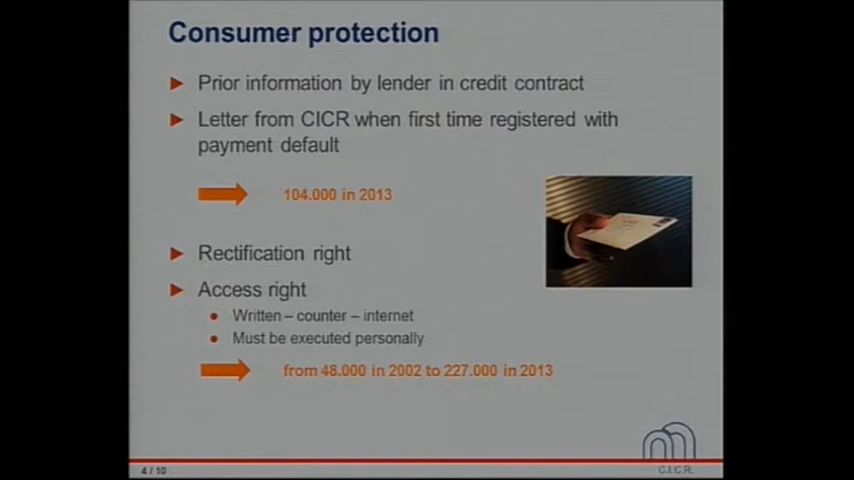 Consumer protection
Prior information by lender in credit contract
Letter from CICR when first time registered with
payment default
104.000 in 2013
Rectification right
Access right
Written – counter – internet
Must be executed personally
from 48.000 in 2002 to 227.000 in 2013
4 / 10
C.I.C.R.